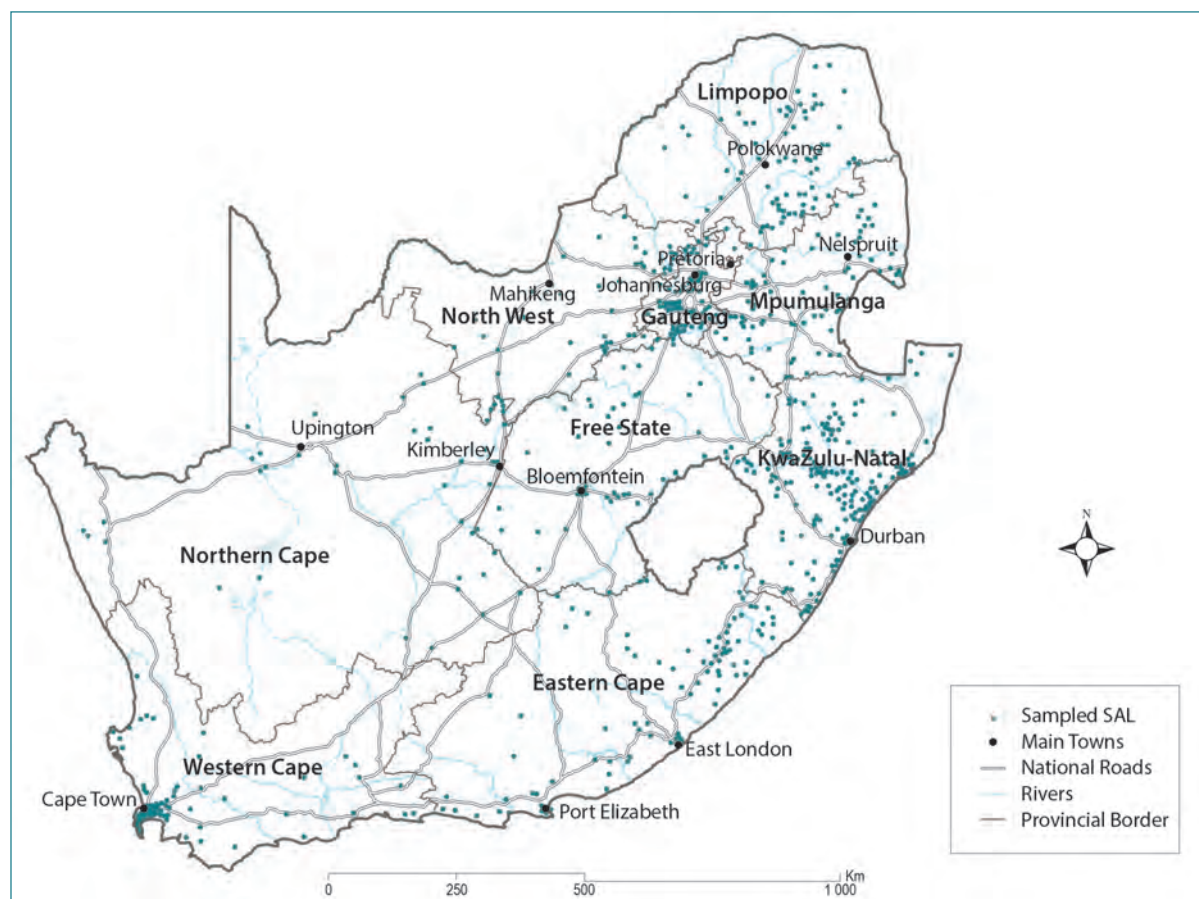 Limpopo
Polokwane
Nelspruit
Pretoria
Johannesburg
Mahikeng
Mpumulanga
North West
Gauteng
Upington
Free State
Kimberley
KwaZulu-Natal
Bloemfontein
Durban
N
Northern Cape
Eastern Cape
East London
Western Cape
Cape Town
Port Elizabeth
Sampled SAL
Main Towns
National Roads
Rivers
Provincial Border
Km
0 250 500 1 000